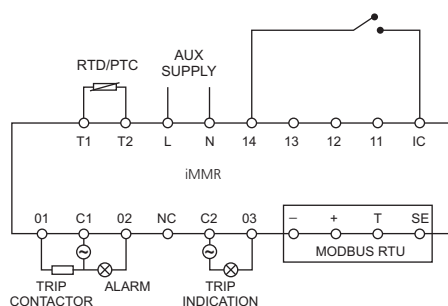 RTD/PTC
AUX
SUPPLY
T1 T2 L N 14 13 12 11 IC
iMMR
01 C1 02 NC C2 03 − + T SE
MODBUS RTU
TRIP
CONTACTOR
ALARM
TRIP
INDICATION